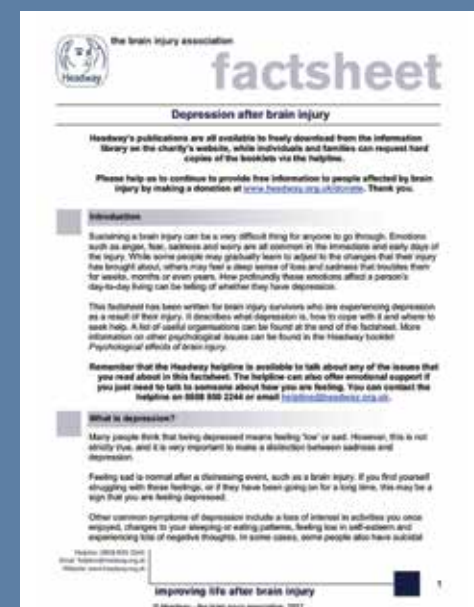 the brain injury association
Headway
factsheet
Depression after brain injury
Headway's publications are all available to freely download from the information
library on the charity's website, while individuals and families can request hard
copies of the booklets via the helpline.
Please help us to continue to provide free information to people affected by brain
injury by making a donation at www.headway.org.uk/donate. Thank you.
Introduction
Sustaining a brain injury can be a very difficult thing for anyone to go through. Emotions
such as anger, fear, sadness and worry are all common in the immediate and early days of
the injury. While some people may gradually learn to adjust to the changes that their injury
has brought about, others may feel a deep sense of loss and sadness that troubles them
for weeks, months or even years. How profoundly these emotions affect a person's
day-to-day living can be telling of whether they have depression.
This factsheet has been written for brain injury survivors who are experiencing depression
as a result of their injury. It describes what depression is, how to cope with it and where to
seek help. A list of useful organisations can be found at the end of the factsheet. More
information on other psychological issues can be found in the Headway booklet
Psychological effects of brain injury.
Remember that the Headway helpline is available to talk about any of the issues that
you read about in this factsheet. The helpline can also offer emotional support if
you just need to talk to someone about how you are feeling. You can contact the
helpline on 0808 800 2244 or email helpline@headway.org.uk.
What is depression?
Many people think that being depressed means feeling 'low' or sad. However, this is not
strictly true, and it is very important to make a distinction between sadness and
depression.
Feeling sad is normal after a distressing event, such as a brain injury. If you find yourself
struggling with these feelings, or if they have been going on for a long time, this may be a
sign that you are feeling depressed.
Other common symptoms of depression include a loss of interest in activities you once
enjoyed, changes to your sleeping or eating patterns, feeling low in self-esteem and
experiencing lots of negative thoughts. In some cases, some people also have suicidal
Helpline: 0808 800 2244
Email: helpline@headway.org.uk
Website: www.headway.org.uk
improving life after brain injury
1
© Headway - the brain injury association, 2017